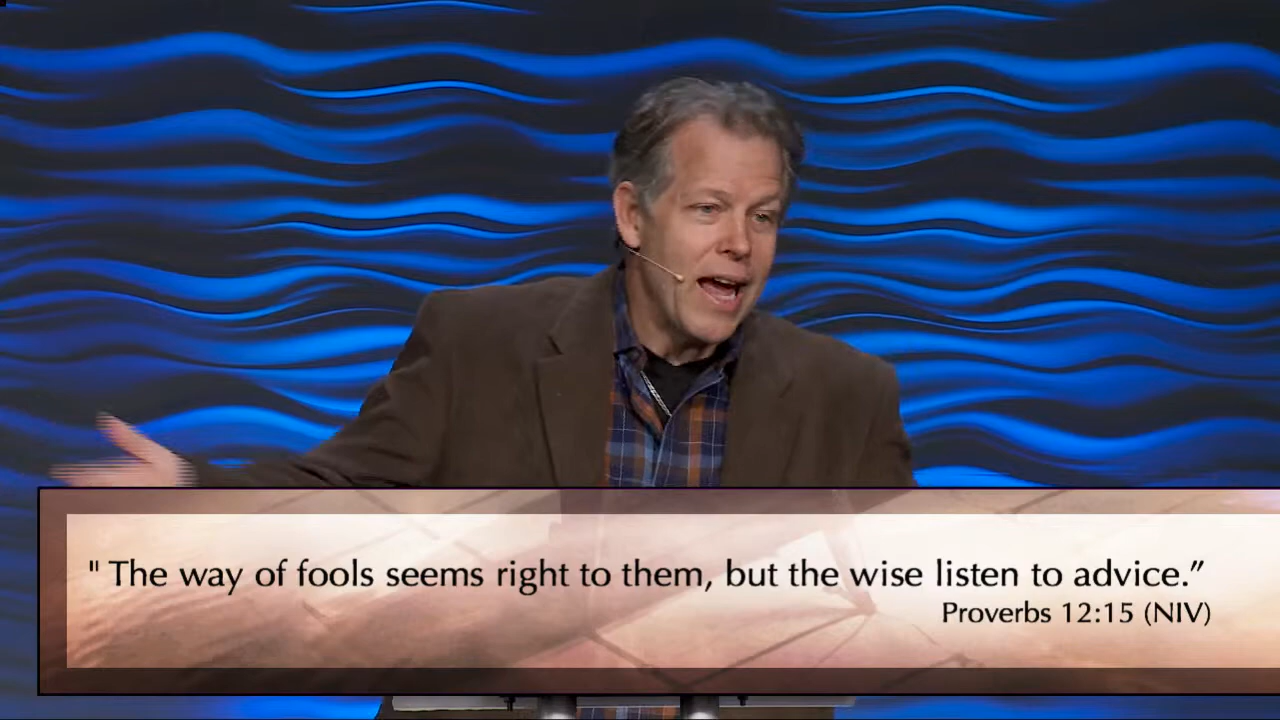 " The way of fools seems right to them, but the wise listen to advice.”
Proverbs 12:15 (NIV)